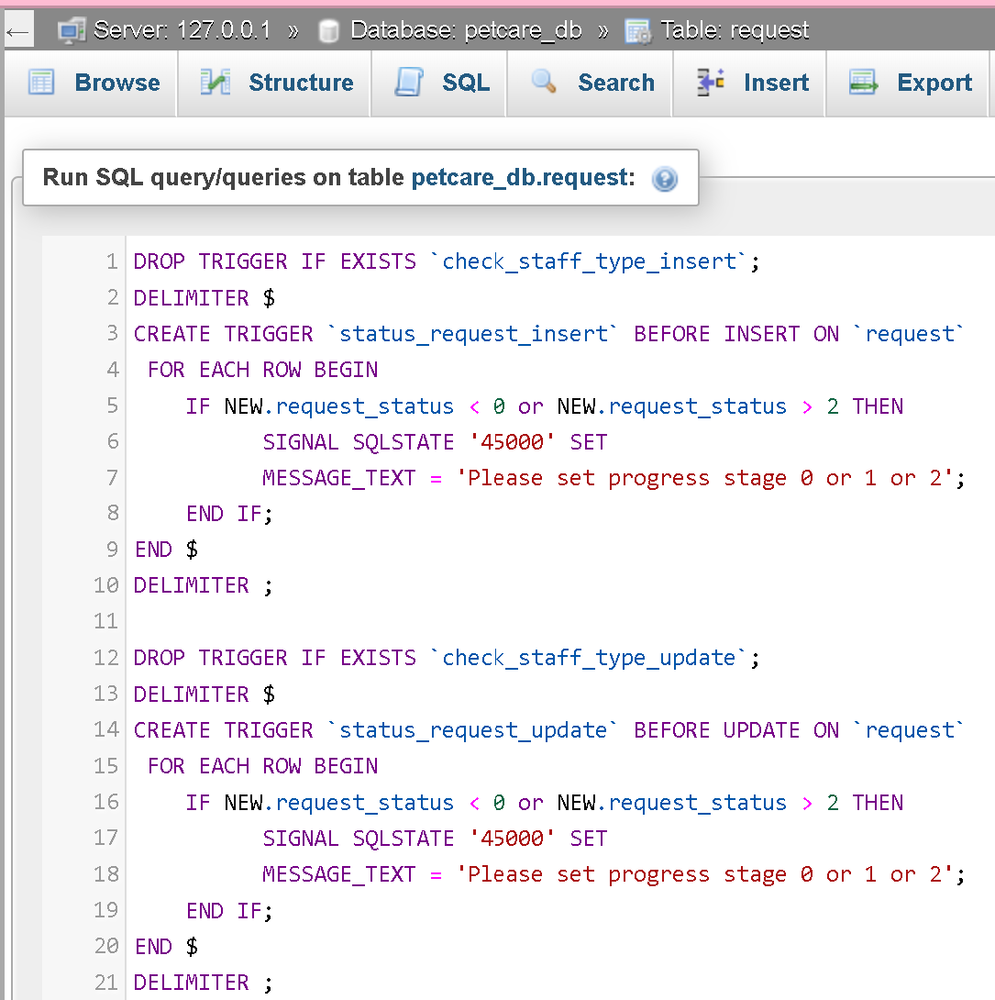 ← Server: 127.0.0.1 » Database: petcare_db » Table: request
Browse Structure SQL Search Insert Export
Run SQL query/queries on table petcare_db.request:
1 DROP TRIGGER IF EXISTS `check_staff_type_insert`;
2 DELIMITER $
3 CREATE TRIGGER `status_request_insert` BEFORE INSERT ON `request`
4 FOR EACH ROW BEGIN
5 IF NEW.request_status < 0 or NEW.request_status > 2 THEN
6 SIGNAL SQLSTATE '45000' SET
7 MESSAGE_TEXT = 'Please set progress stage 0 or 1 or 2';
8 END IF;
9 END $
10 DELIMITER ;
11
12 DROP TRIGGER IF EXISTS `check_staff_type_update`;
13 DELIMITER $
14 CREATE TRIGGER `status_request_update` BEFORE UPDATE ON `request`
15 FOR EACH ROW BEGIN
16 IF NEW.request_status < 0 or NEW.request_status > 2 THEN
17 SIGNAL SQLSTATE '45000' SET
18 MESSAGE_TEXT = 'Please set progress stage 0 or 1 or 2';
19 END IF;
20 END $
21 DELIMITER ;